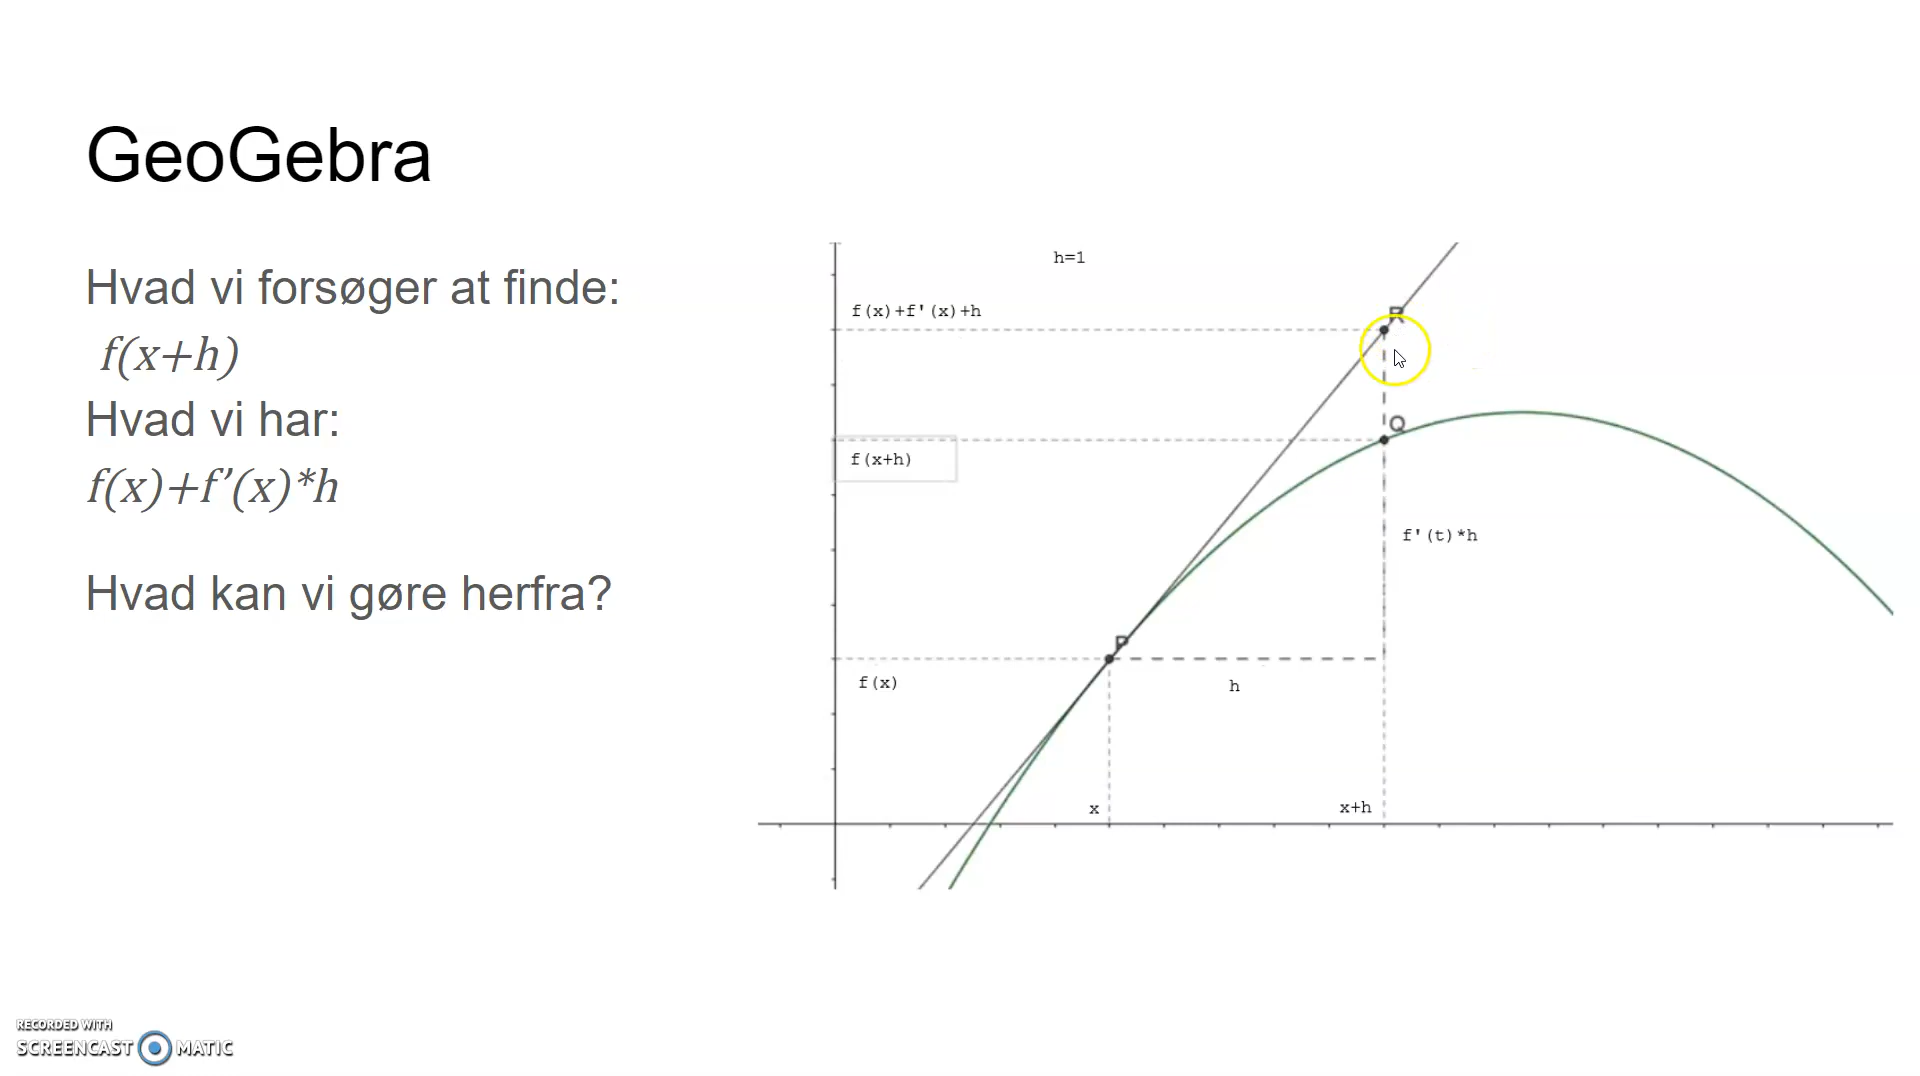 GeoGebra
Hvad vi forsøger at finde:
f(x+h)
Hvad vi har:
f(x)+f’(x)*h
Hvad kan vi gøre herfra?
h=1
f(x)+f'(x)+h
R
Q
f(x+h)
f'(t)*h
P
f(x)
h
x
x+h
RECORDED WITH
SCREENCAST MATIC